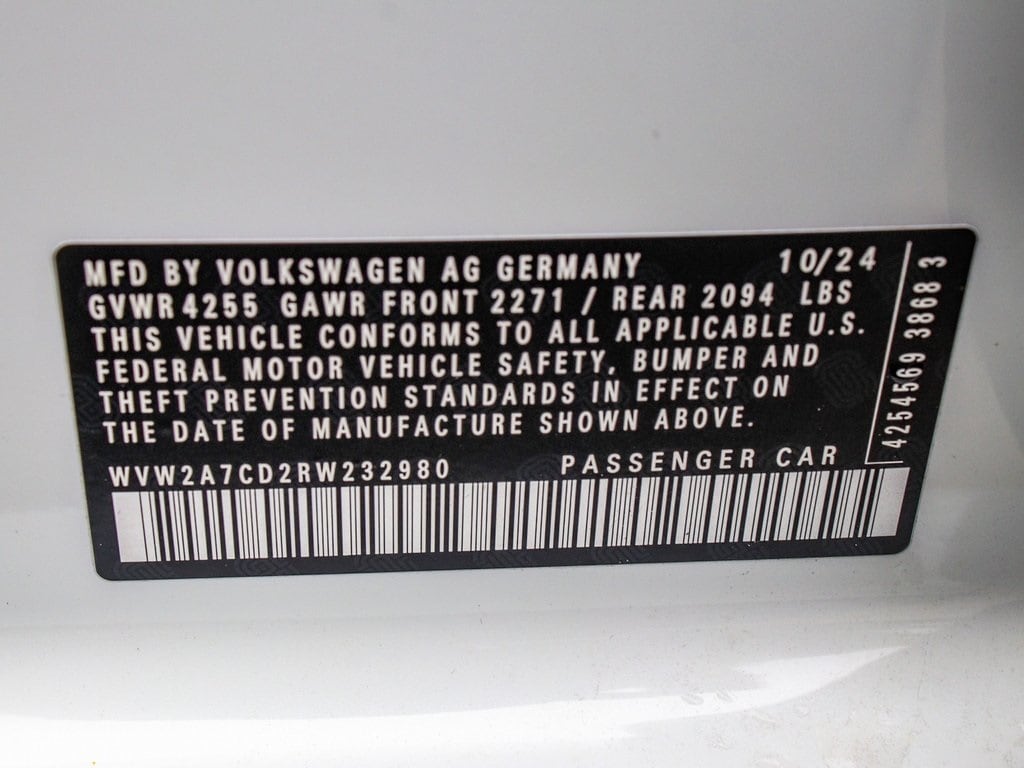 MFD BY VOLKSWAGEN AG GERMANY 10/24
GVWR 4255 GAWR FRONT 2271 / REAR 2094 LBS
THIS VEHICLE CONFORMS TO ALL APPLICABLE U.S.
FEDERAL MOTOR VEHICLE SAFETY, BUMPER AND
THEFT PREVENTION STANDARDS IN EFFECT ON
THE DATE OF MANUFACTURE SHOWN ABOVE.
WVW2A7CD2RW232980 PASSENGER CAR
4254569 3868 3